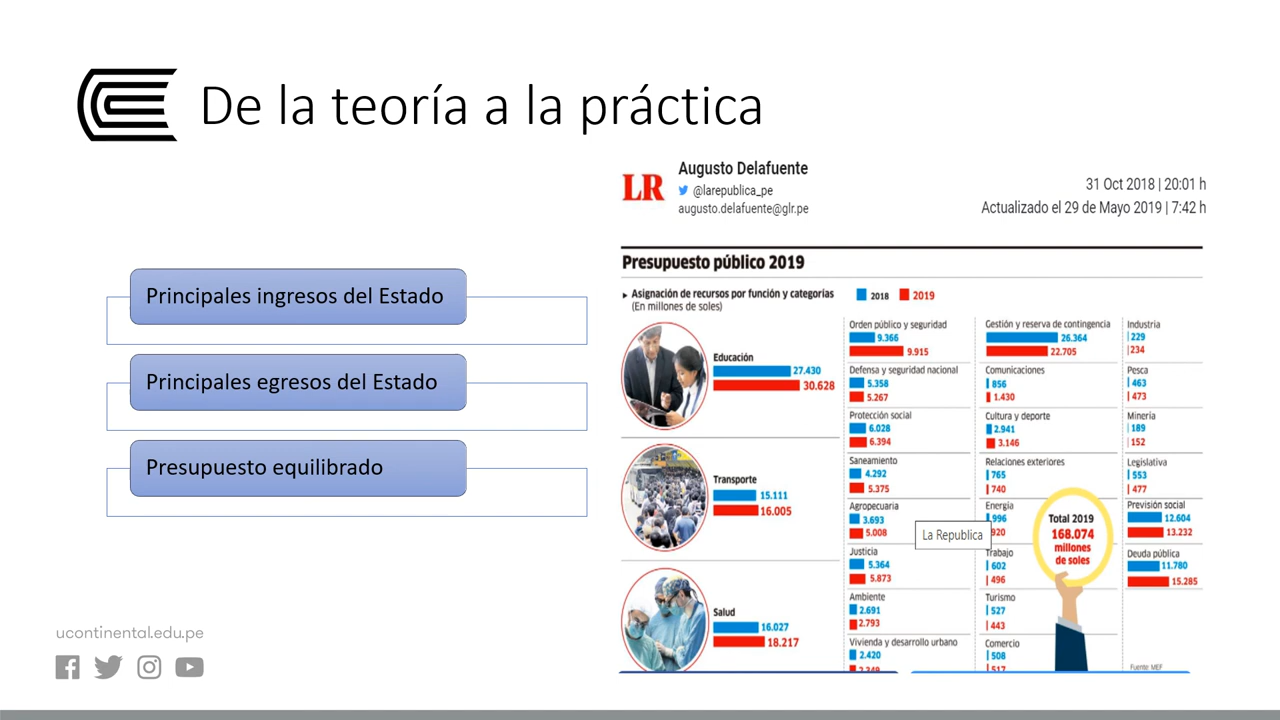 De la teoría a la práctica
Principales ingresos del Estado
Principales egresos del Estado
Presupuesto equilibrado
ucontinental.edu.pe
LR
Augusto Delafuente
@larepublica_pe
augusto.delafuente@glr.pe
31 Oct 2018 | 20:01 h
Actualizado el 29 de Mayo 2019 | 7:42 h
Presupuesto público 2019
Asignación de recursos por función y categorías
(En millones de soles)
2018
2019
Educación
27.430
30.628
Transporte
15.111
16.005
Salud
16.027
18.217
Orden público y seguridad
9.366
9.915
Defensa y seguridad nacional
5.358
5.267
Protección social
6.028
6.394
Saneamiento
4.292
5.375
Agropecuaria
3.693
5.008
Justicia
5.364
5.873
Ambiente
2.691
2.793
Vivienda y desarrollo urbano
2.420
Gestión y reserva de contingencia
26.364
22.705
Comunicaciones
856
1.430
Cultura y deporte
2.941
3.146
Relaciones exteriores
765
740
Energía
996
920
La Republica
Trabajo
602
496
Turismo
527
443
Comercio
508
517
Total 2019
168.074
millones
de soles
Industria
229
234
Pesca
463
473
Minería
189
152
Legislativa
553
477
Previsión social
12.604
13.232
Deuda pública
11.780
15.285
Fuente: MEF